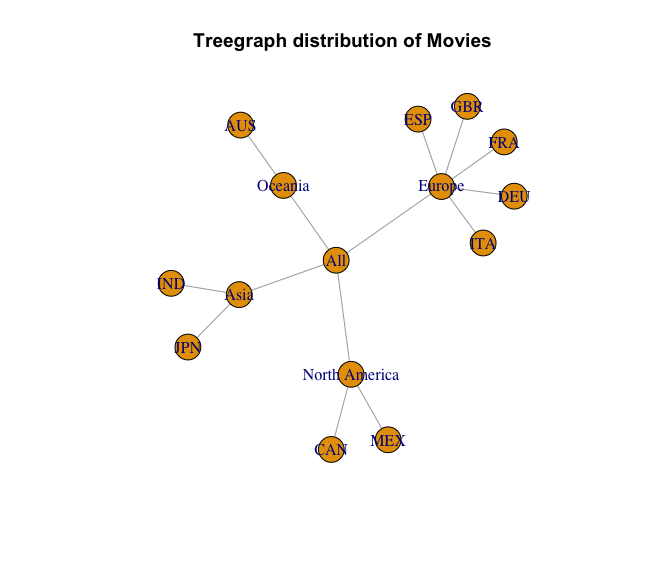 Treegraph distribution of Movies
GBR
ESP
AUS
FRA
Oceania
Europe
DEU
ITA
All
IND
Asia
JPN
North America
MEX
CAN